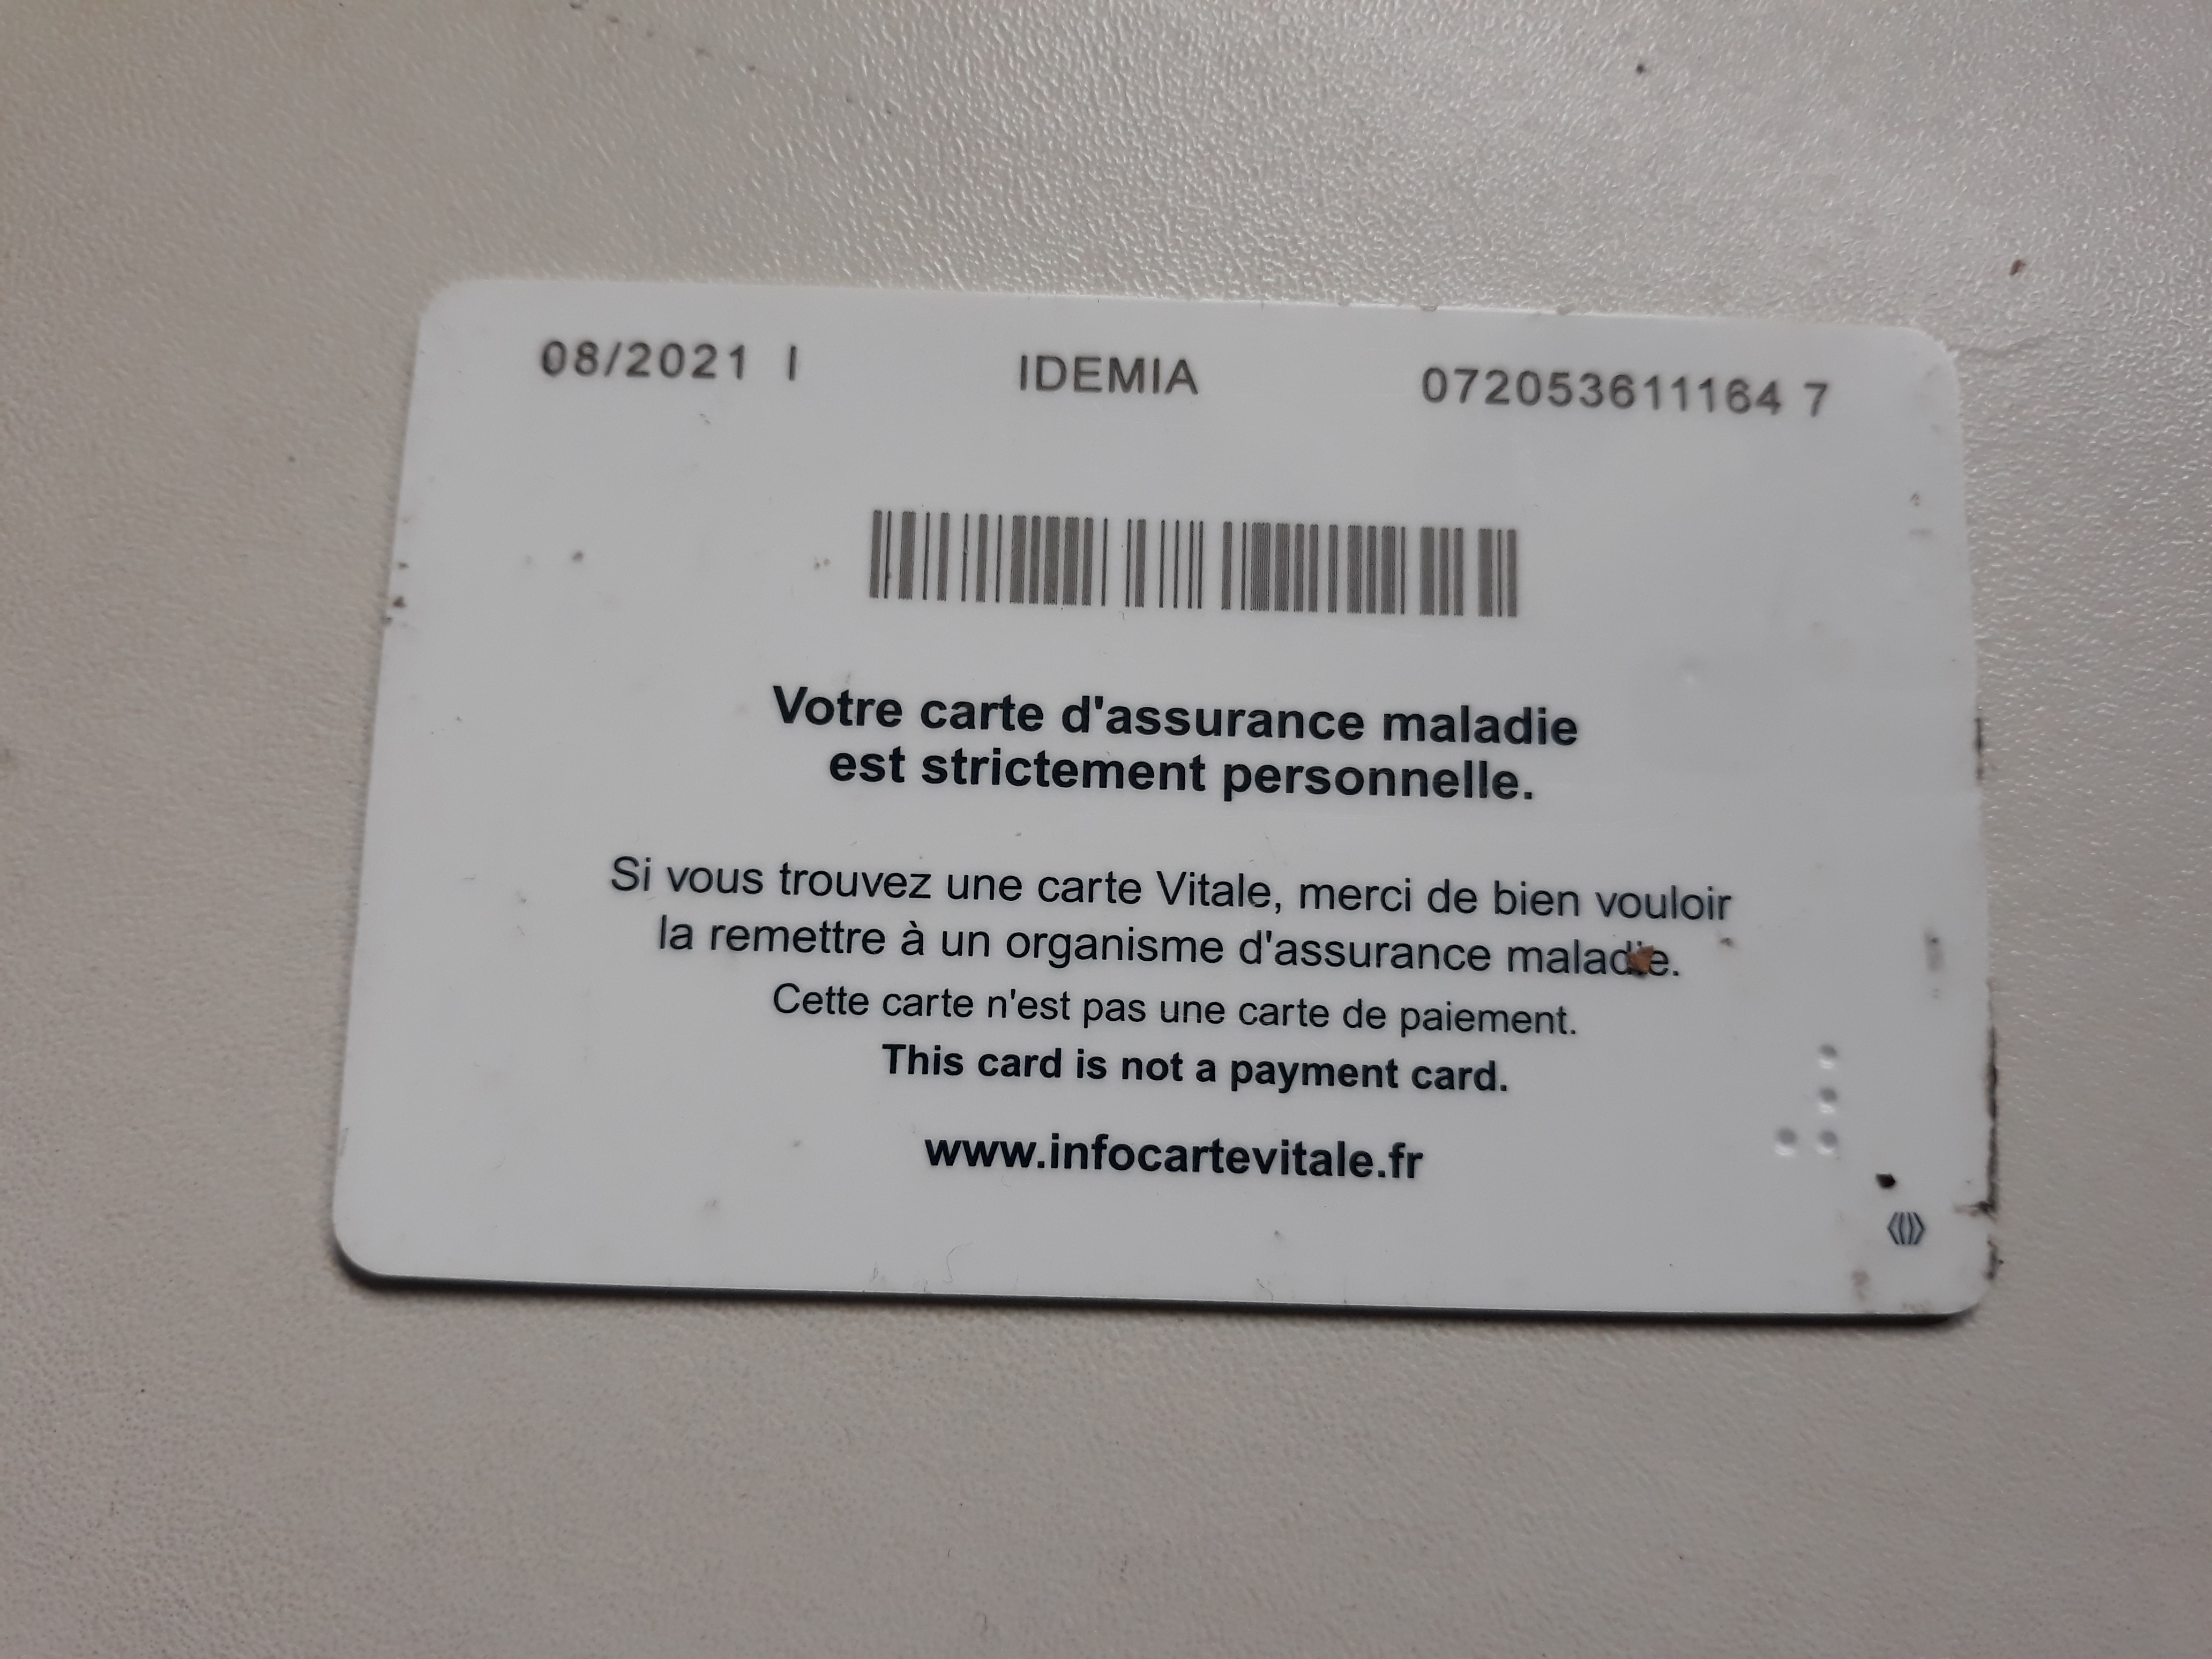 08/2021 I IDEMIA 072053611164 7
Votre carte d'assurance maladie
est strictement personnelle.
Si vous trouvez une carte Vitale, merci de bien vouloir
la remettre à un organisme d'assurance maladie.
Cette carte n'est pas une carte de paiement.
This card is not a payment card.
www.infocartevitale.fr